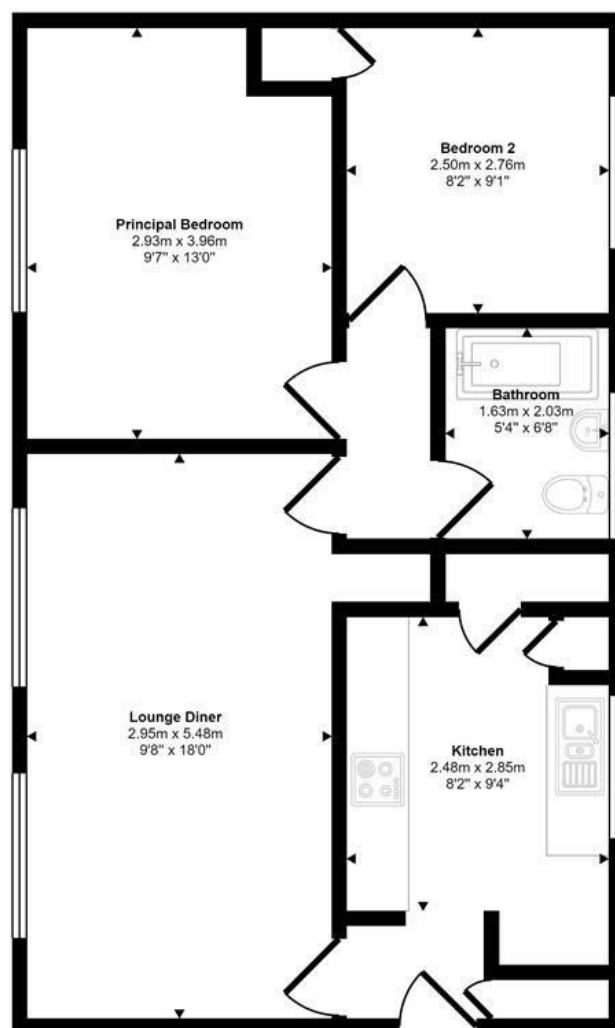 Bedroom 2
2.50m x 2.76m
8'2" x 9'1"
Principal Bedroom
2.93m x 3.96m
9'7" x 13'0"
Bathroom
1.63m x 2.03m
5'4" x 6'8"
Lounge Diner
2.95m x 5.48m
9'8" x 18'0"
Kitchen
2.48m x 2.85m
8'2" x 9'4"